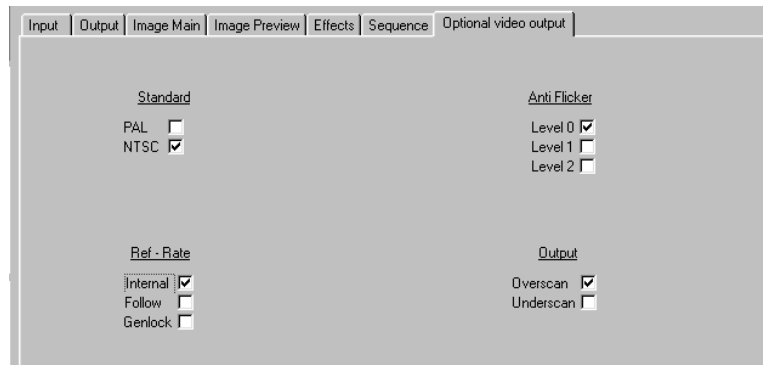 Input Output Image Main Image Preview Effects Sequence Optional video output
Standard
PAL
NTSC
Anti Flicker
Level 0
Level 1
Level 2
Ref - Rate
Internal
Follow
Genlock
Output
Overscan
Underscan